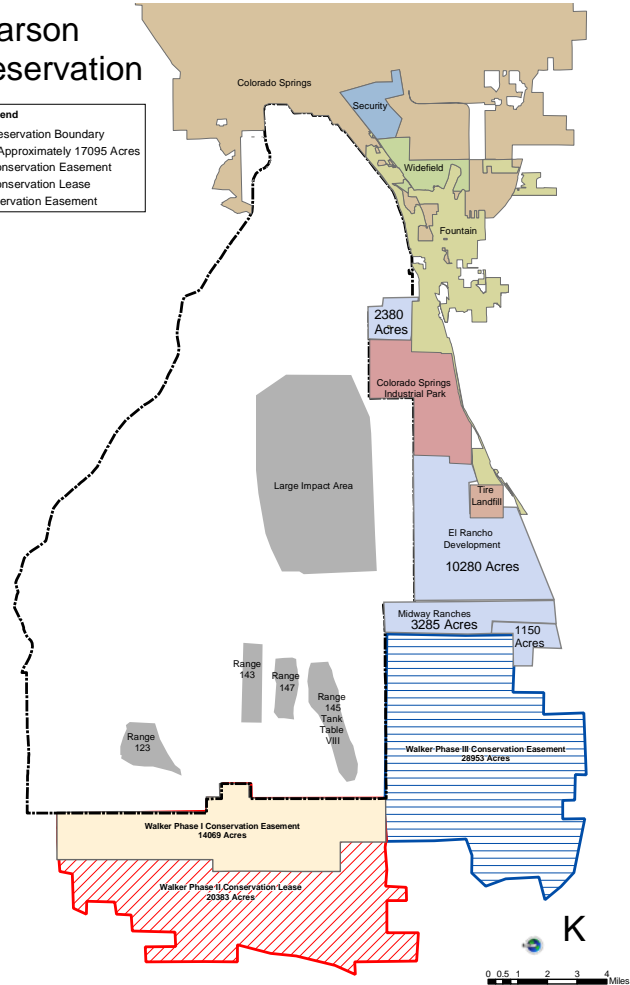 arson
eservation
end
eservation Boundary
Approximately 17095 Acres
onservation Easement
onservation Lease
ervation Easement
Colorado Springs
Security
Widefield
Fountain
2380
Acres
Colorado Springs
Industrial Park
Large Impact Area
Tire
Landfill
El Rancho
Development
10280 Acres
Midway Ranches
3285 Acres
1150
Acres
Range
143
Range
147
Range
145
Tank
Table
VIII
Range
123
Walker Phase III Conservation Easement
28953 Acres
Walker Phase I Conservation Easement
14069 Acres
Walker Phase II Conservation Lease
20383 Acres
K
0 0.5 1 2 3 4
Miles